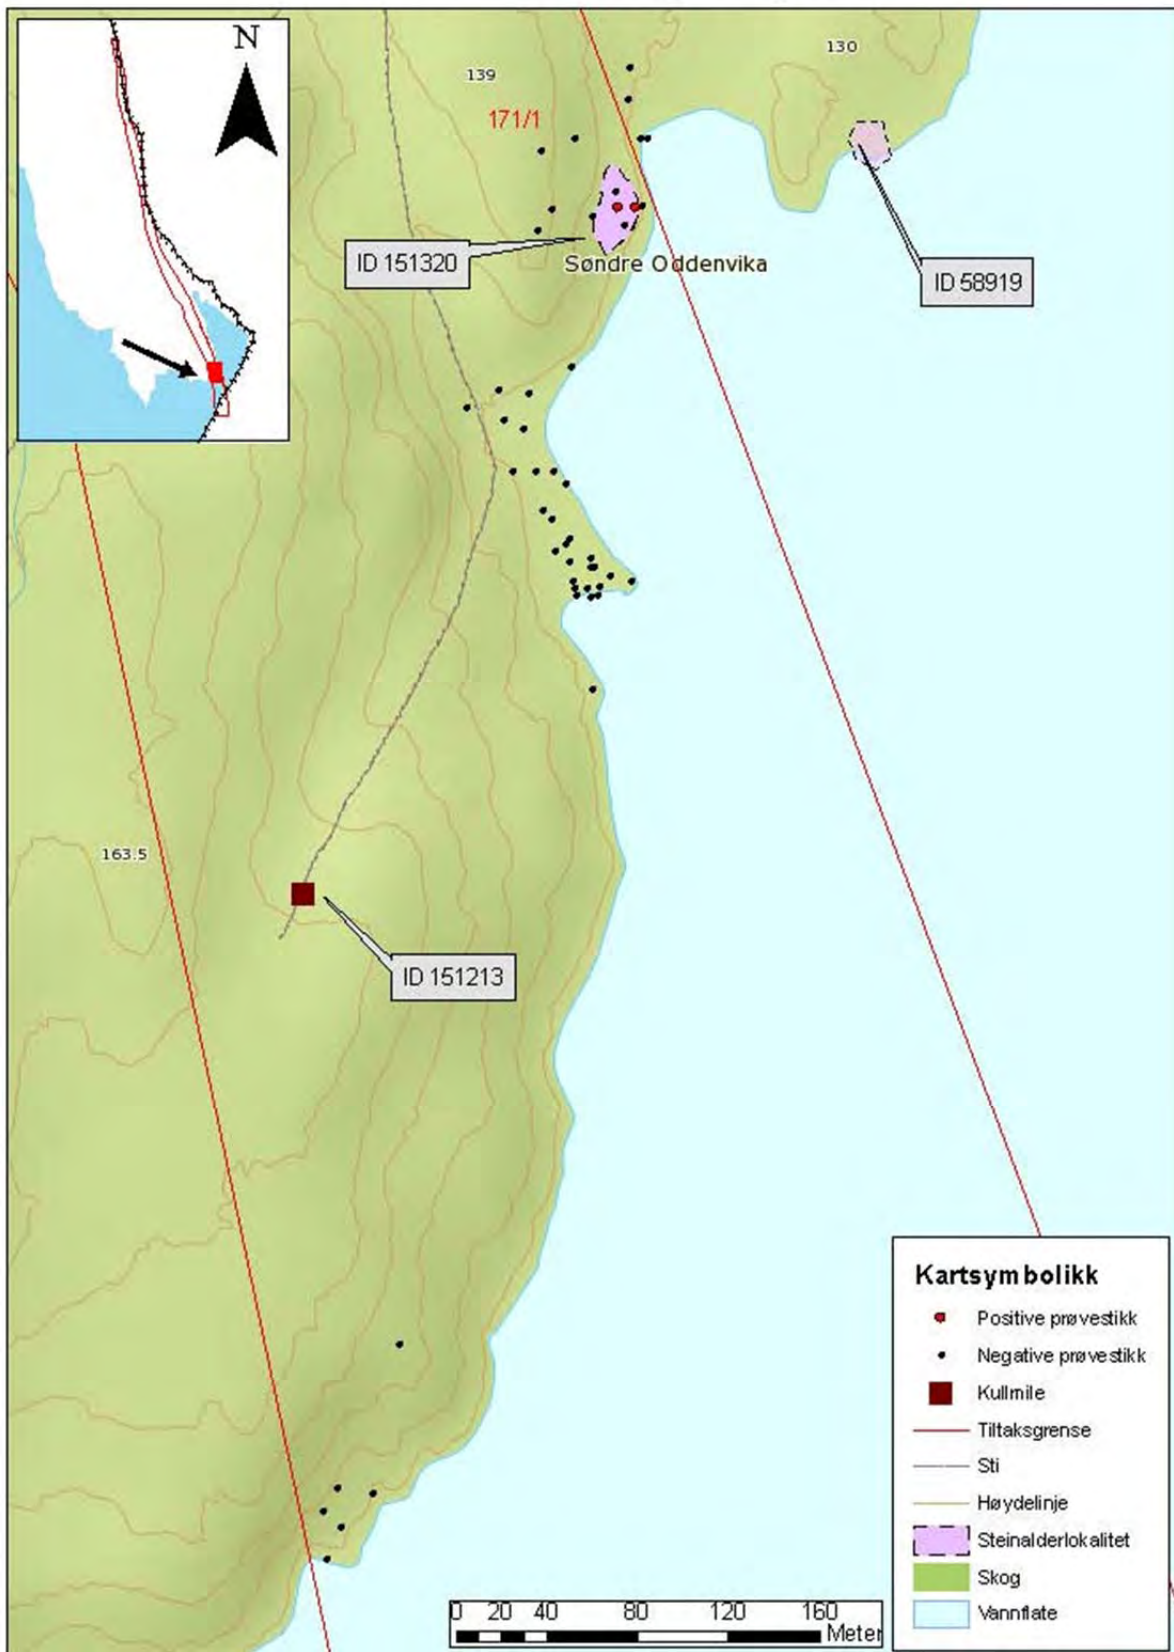 N
130
139
171/1
ID 151320
Søndre Oddenvika
ID 58919
163.5
ID 151213
Kartsymbolikk
Positive prøvestikk
Negative prøvestikk
Kullmile
Tiltaksgrense
Sti
Høydelinje
Steinalderlokalitet
Skog
Vannflate
0 20 40 80 120 160
Meter